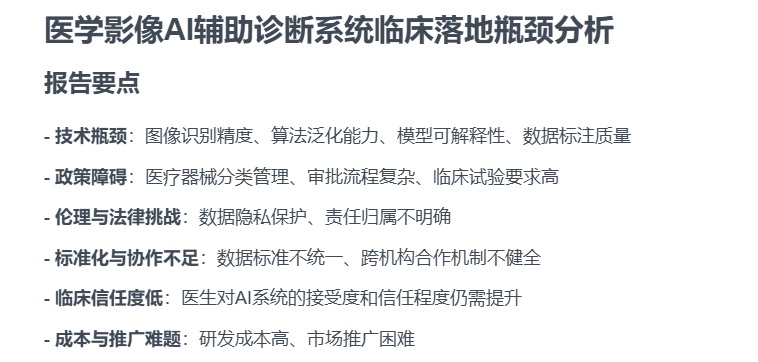 医学影像AI辅助诊断系统临床落地瓶颈分析
报告要点
- 技术瓶颈：图像识别精度、算法泛化能力、模型可解释性、数据标注质量
- 政策障碍：医疗器械分类管理、审批流程复杂、临床试验要求高
- 伦理与法律挑战：数据隐私保护、责任归属不明确
- 标准化与协作不足：数据标准不统一、跨机构合作机制不健全
- 临床信任度低：医生对AI系统的接受度和信任程度仍需提升
- 成本与推广难题：研发成本高、市场推广困难